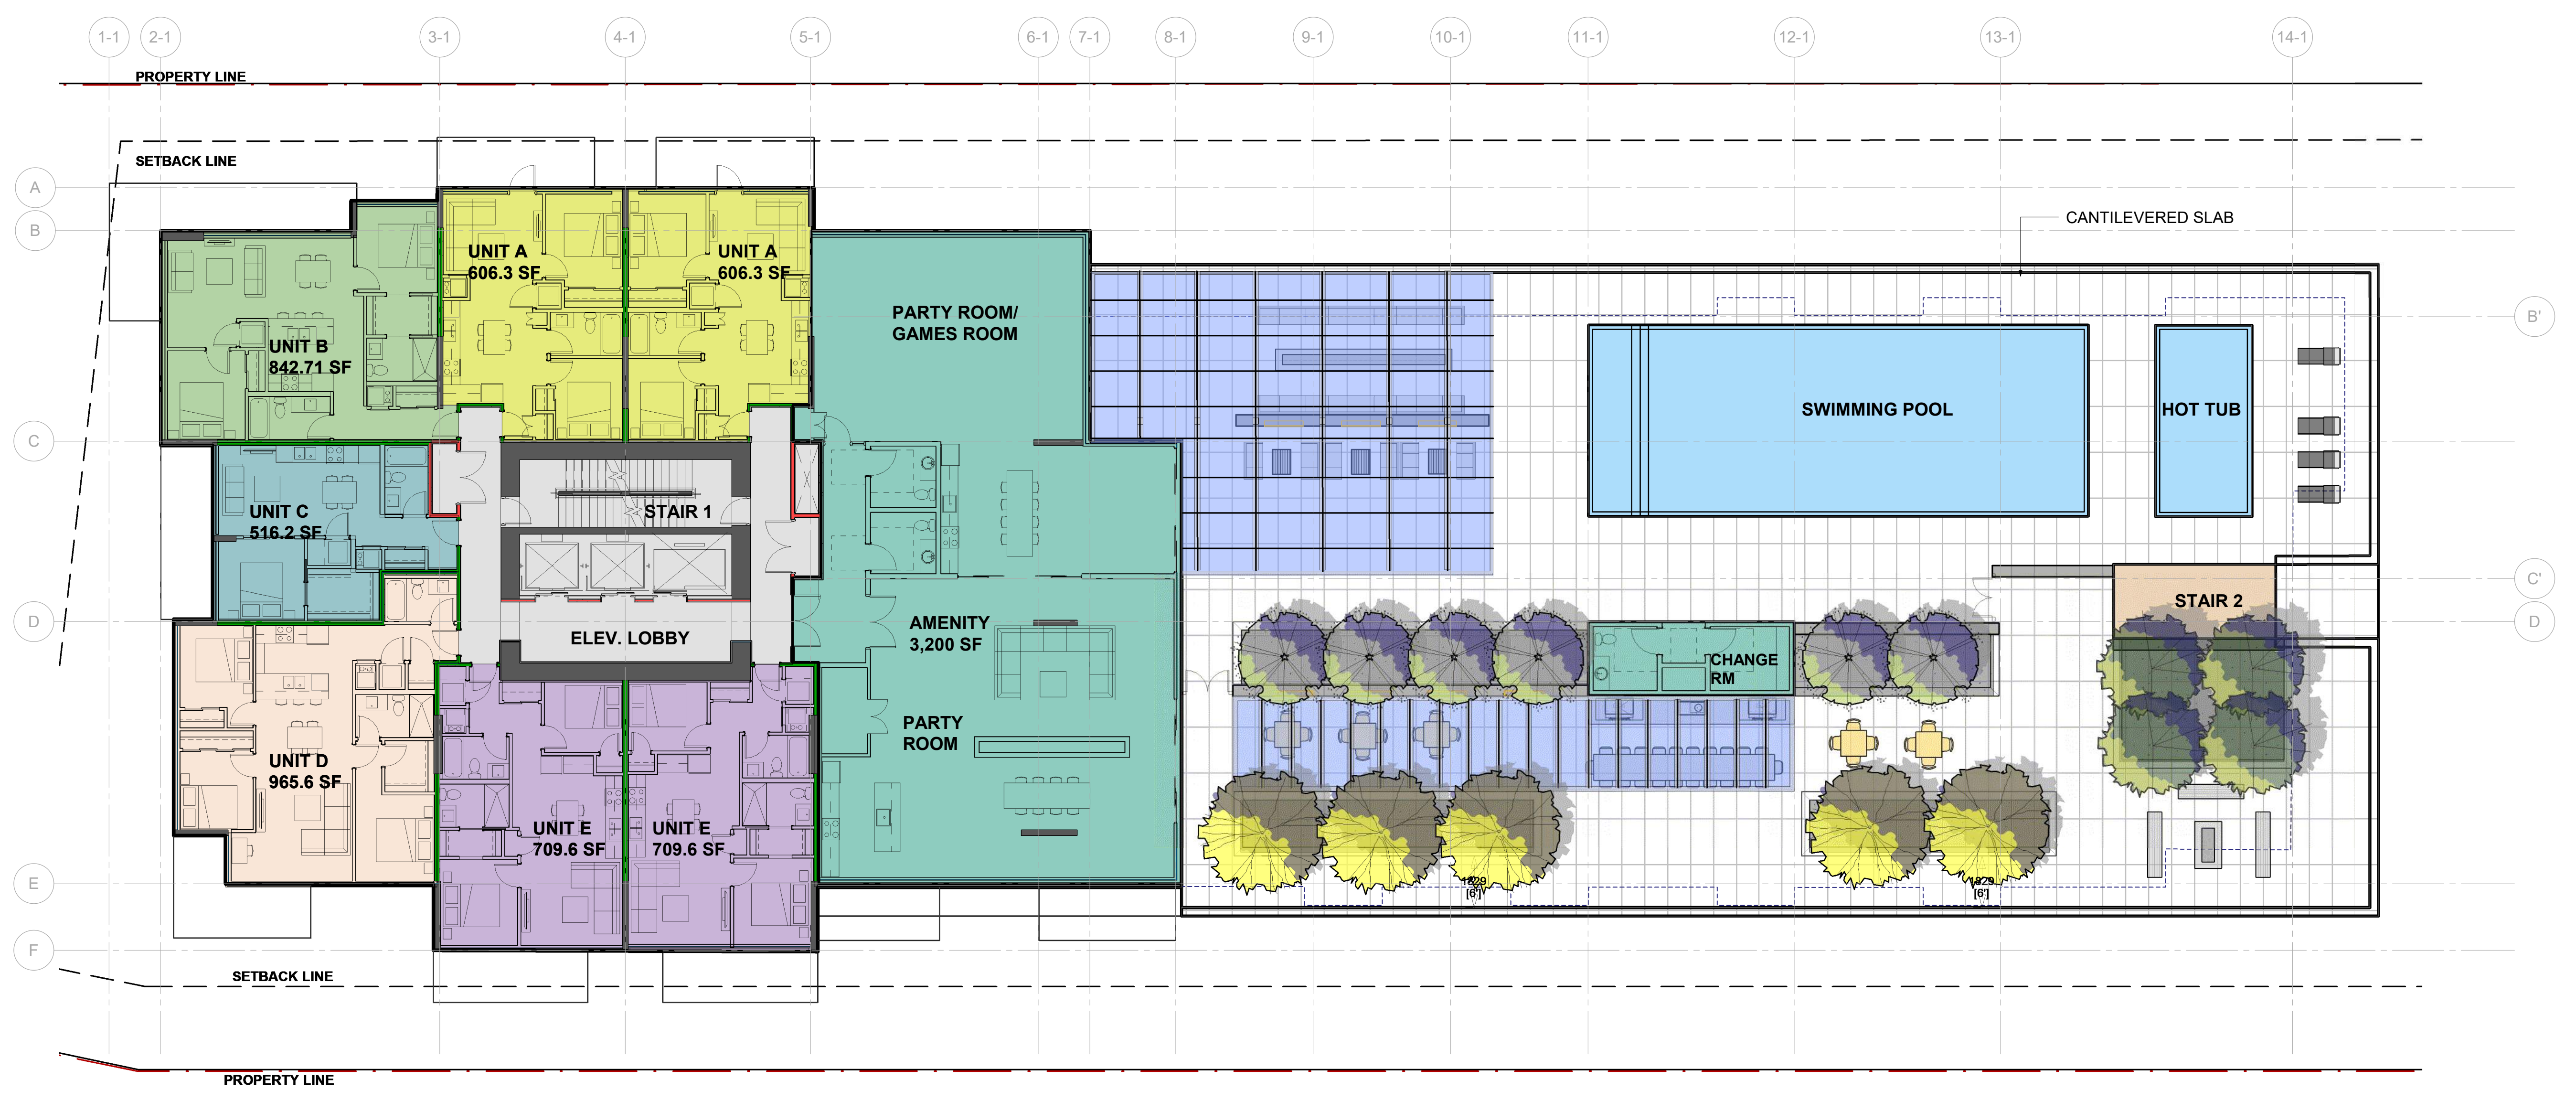 1-1 2-1 3-1 4-1 5-1 6-1 7-1 8-1 9-1 10-1 11-1 12-1 13-1 14-1
PROPERTY LINE
SETBACK LINE
A
B
CANTILEVERED SLAB
UNIT A
606.3 SF
UNIT A
606.3 SF
PARTY ROOM/
GAMES ROOM
B'
UNIT B
842.71 SF
SWIMMING POOL
HOT TUB
C
UNIT C
516.2 SF
STAIR 1
C'
D
ELEV. LOBBY
AMENITY
3,200 SF
STAIR 2
D
CHANGE
RM
PARTY
ROOM
UNIT D
965.6 SF
UNIT E
709.6 SF
UNIT E
709.6 SF
E
1829
[6']
1829
[6']
F
SETBACK LINE
PROPERTY LINE